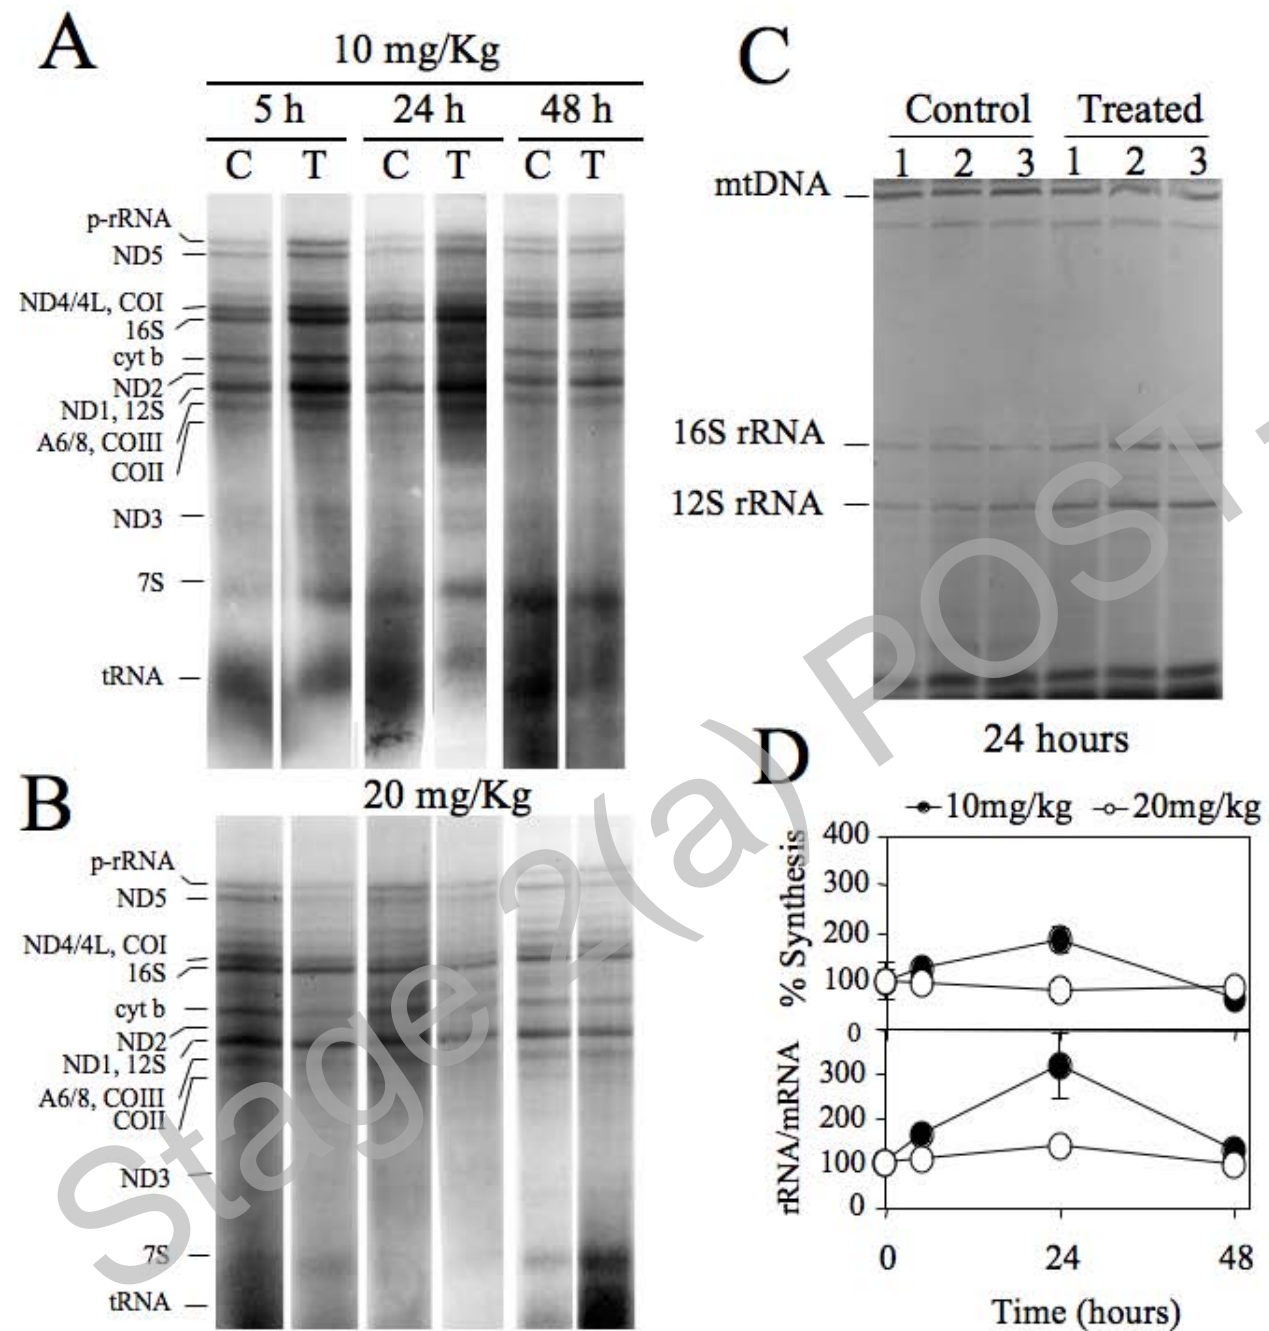 A
10 mg/Kg
5 h 24 h 48 h
C T C T C T
p-rRNA
ND5
ND4/4L, COI
16S
cyt b
ND2
ND1, 12S
A6/8, COIII
COII
ND3
7S
tRNA
B
20 mg/Kg
p-rRNA
ND5
ND4/4L, COI
16S
cyt b
ND2
ND1, 12S
A6/8, COIII
COII
ND3
7S
tRNA
C
Control Treated
1 2 3 1 2 3
mtDNA
16S rRNA
12S rRNA
24 hours
D
10mg/kg 20mg/kg
% Synthesis
400
300
200
100
0
rRNA/mRNA
300
200
100
0
0 24 48
Time (hours)
Stage 2(a) POST-